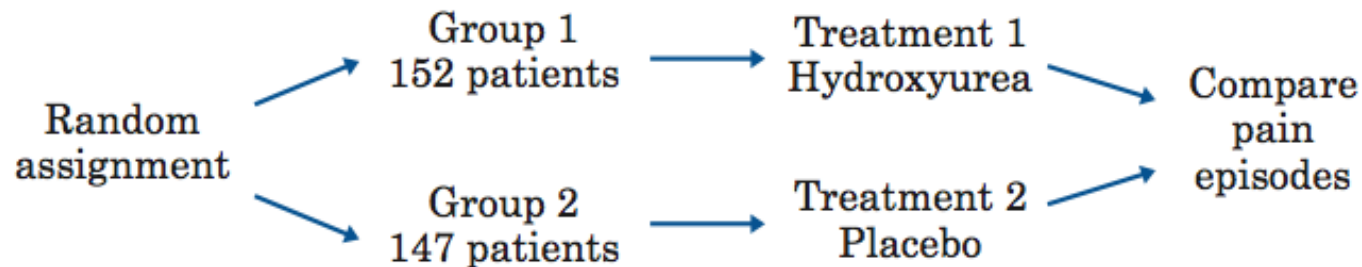 Random
assignment
Group 1
152 patients
Treatment 1
Hydroxyurea
Group 2
147 patients
Treatment 2
Placebo
Compare
pain
episodes